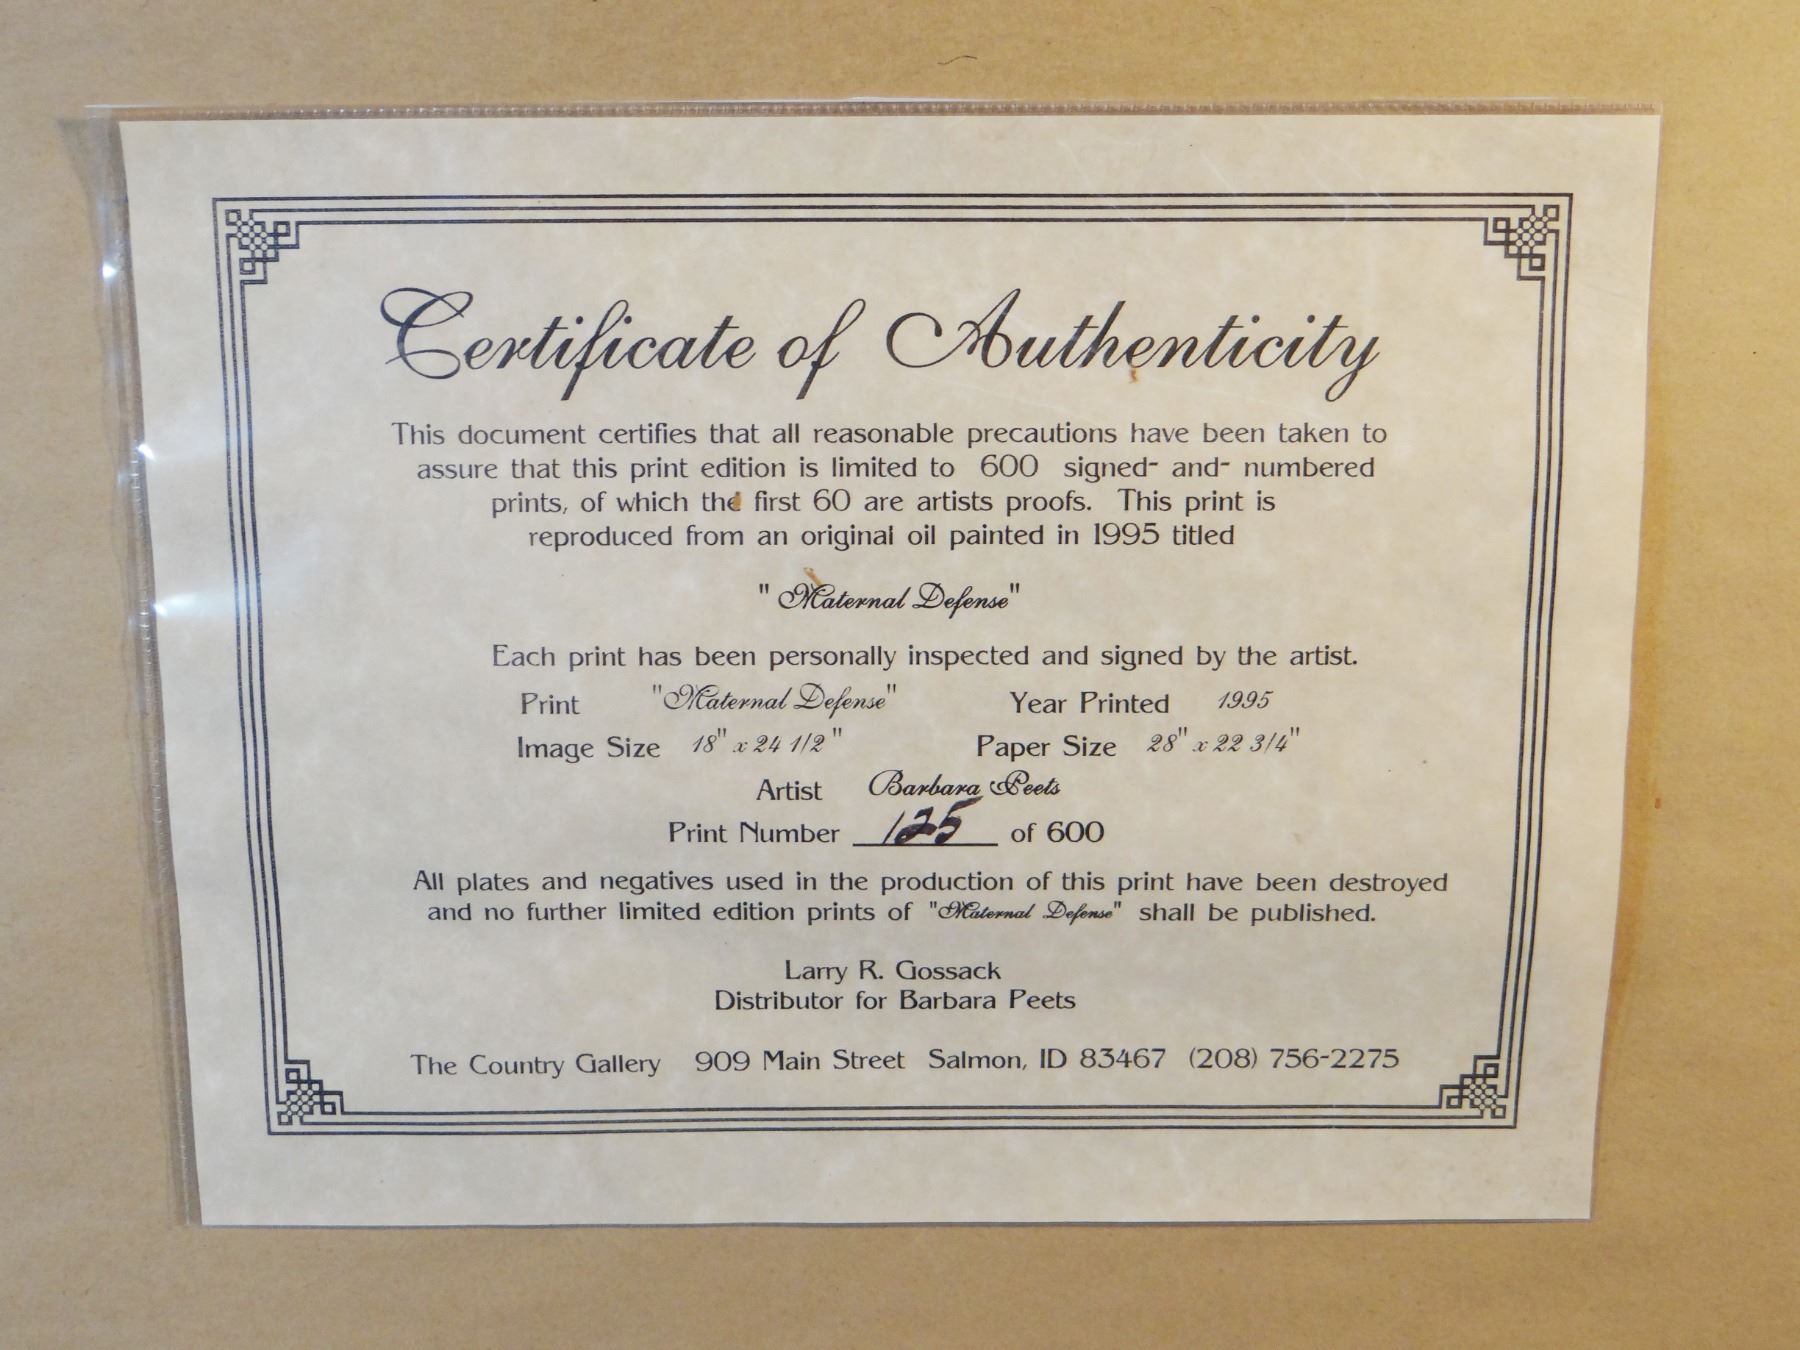 Certificate of Authenticity
This document certifies that all reasonable precautions have been taken to
assure that this print edition is limited to 600 signed- and- numbered
prints, of which the first 60 are artists proofs. This print is
reproduced from an original oil painted in 1995 titled
" Maternal Defense"
Each print has been personally inspected and signed by the artist.
Print "Maternal Defense" Year Printed 1995
Image Size 18" x 24 1/2 " Paper Size 28" x 22 3/4"
Artist Barbara Peets
Print Number 125 of 600
All plates and negatives used in the production of this print have been destroyed
and no further limited edition prints of "Maternal Defense" shall be published.
Larry R. Gossack
Distributor for Barbara Peets
The Country Gallery 909 Main Street Salmon, ID 83467 (208) 756-2275